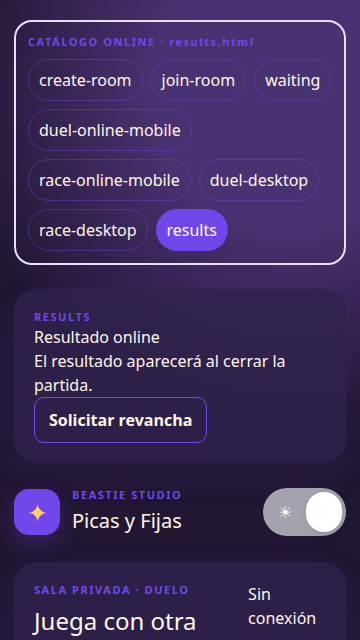 CATÁLOGO ONLINE · results.html
create-room join-room waiting
duel-online-mobile
race-online-mobile duel-desktop
race-desktop results
RESULTS
Resultado online
El resultado aparecerá al cerrar la
partida.
Solicitar revancha
BEASTIE STUDIO
Picas y Fijas
SALA PRIVADA · DUELO
Juega con otra
Sin
conexión